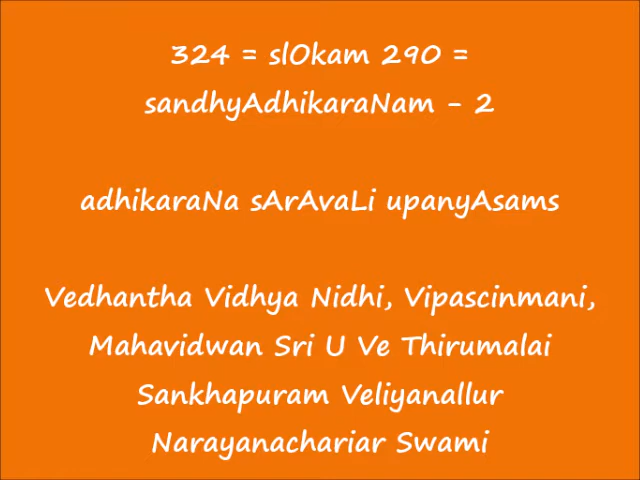 324 = slOkam 290 =
sandhyAdhikaraNam - 2
adhikaraNa sArAvaLi upanyAsams
Vedhantha Vidhya Nidhi, Vipascinmani,
Mahavidwan Sri U Ve Thirumalai
Sankhapuram Veliyanallur
Narayanachariar Swami